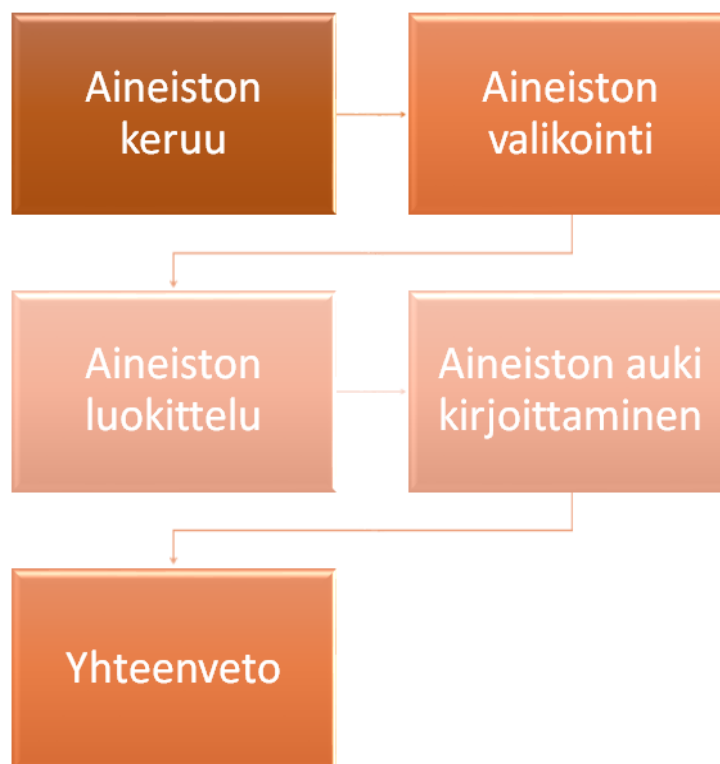 Aineiston
keruu
Aineiston
valikointi
Aineiston
luokittelu
Aineiston auki
kirjoittaminen
Yhteenveto